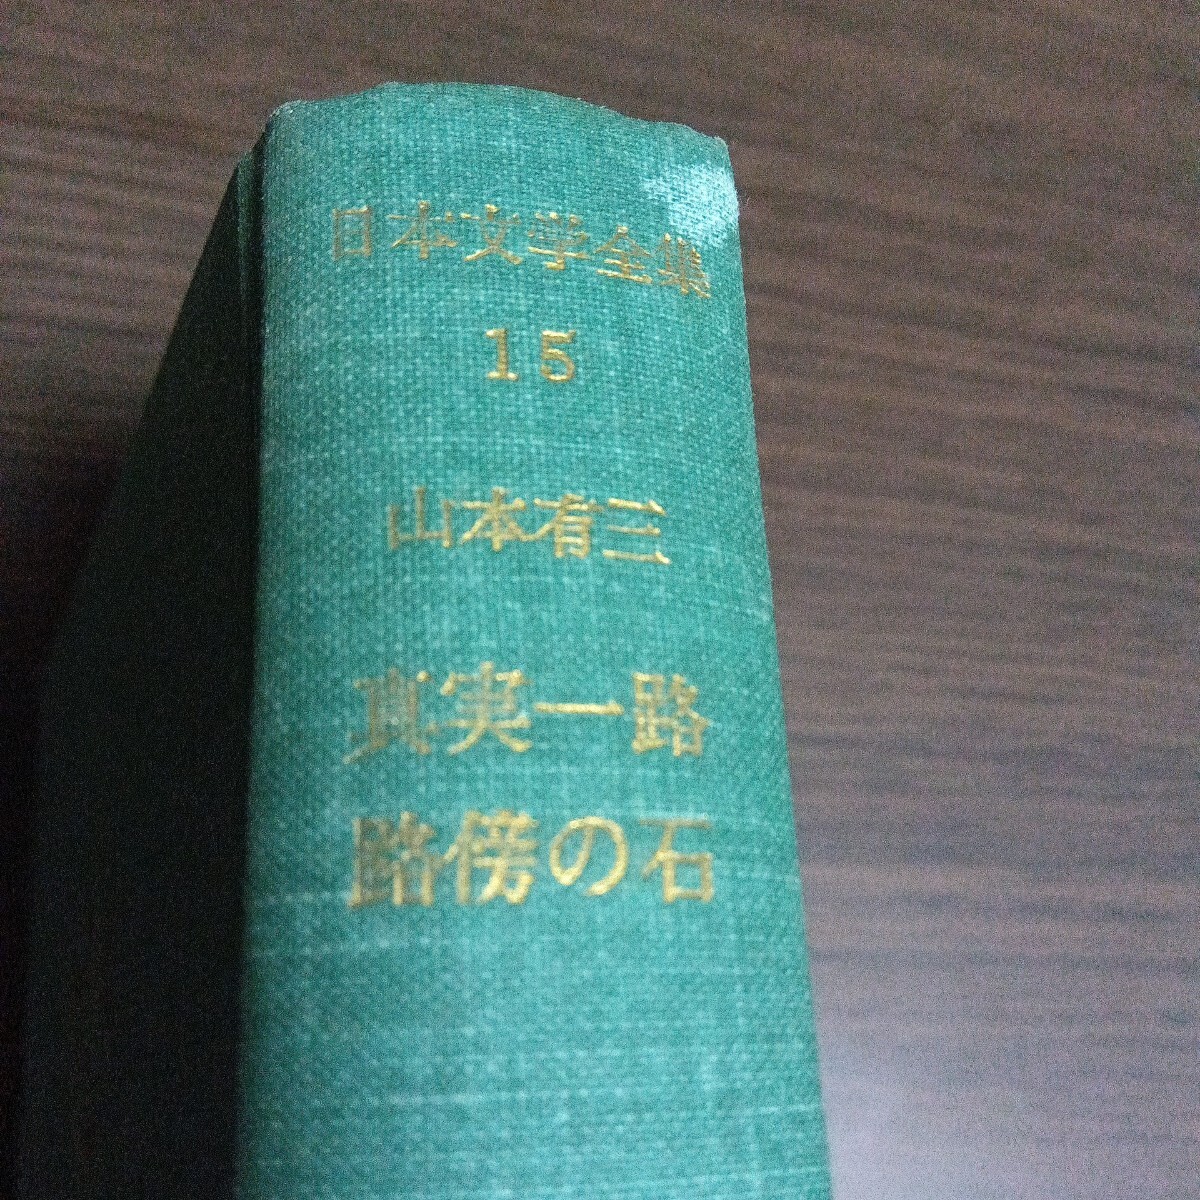 日本文学全集
15
山本有三
真実一路
路傍の石